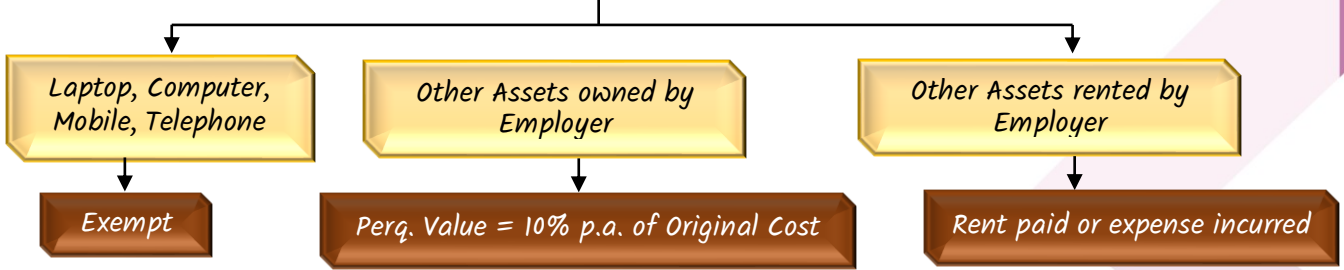 Laptop, Computer,
Mobile, Telephone
Exempt
Other Assets owned by
Employer
Perq. Value = 10% p.a. of Original Cost
Other Assets rented by
Employer
Rent paid or expense incurred